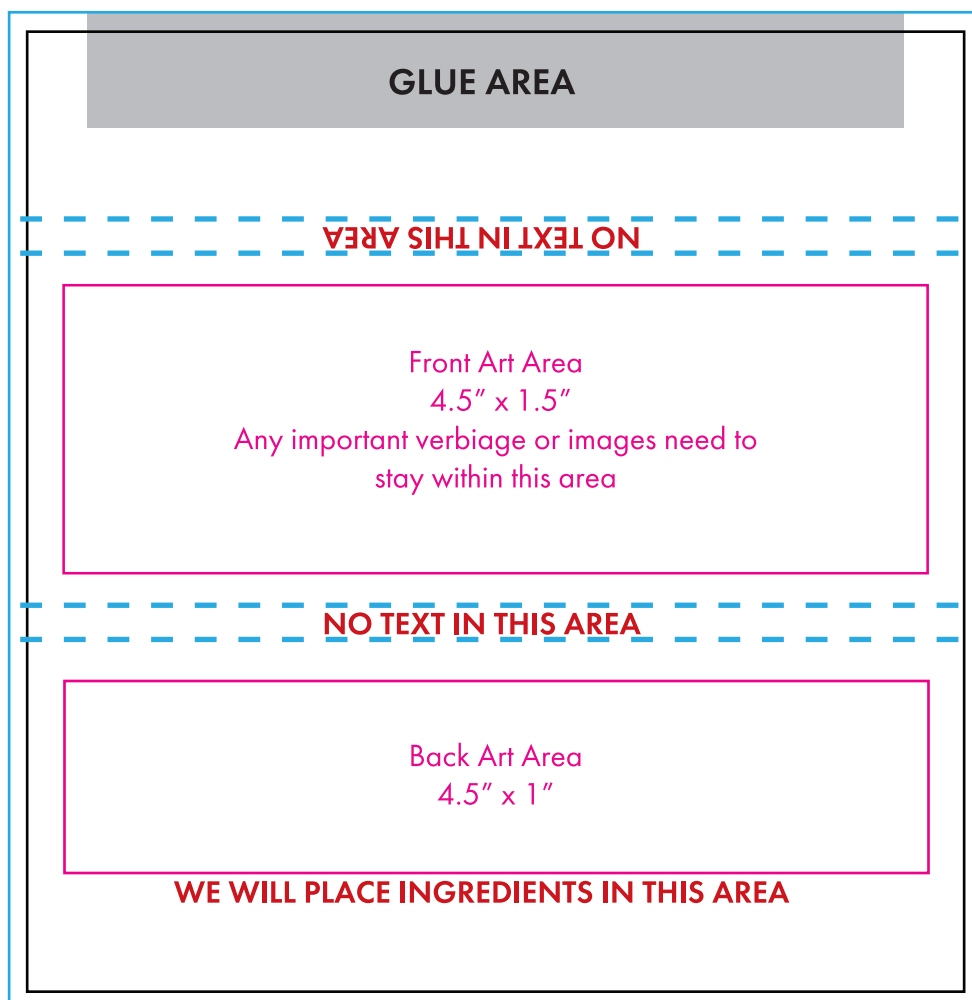 GLUE AREA
NO TEXT IN THIS AREA
Front Art Area
4.5” x 1.5”
Any important verbiage or images need to
stay within this area
NO TEXT IN THIS AREA
Back Art Area
4.5” x 1”
WE WILL PLACE INGREDIENTS IN THIS AREA